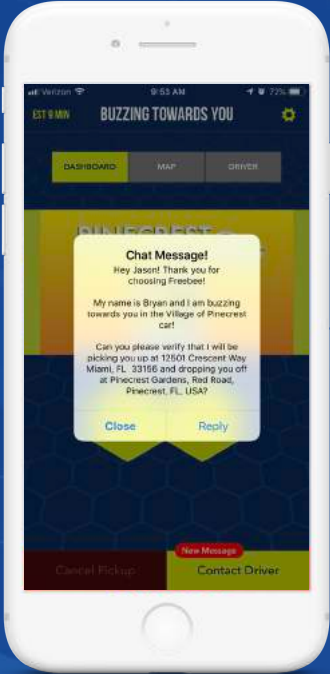 Verizon
9:53 AM
72%
EST 9 MIN
BUZZING TOWARDS YOU
DASHBOARD
MAP
DRIVER
PINECREST
Chat Message!
Hey Jason! Thank you for
choosing Freebee!
My name is Bryan and I am buzzing
towards you in the Village of Pinecrest
car!
Can you please verify that I will be
picking you up at 12501 Crescent Way
Miami, FL 33156 and dropping you off
at Pinecrest Gardens, Red Road,
Pinecrest, FL, USA?
Close
Reply
New Message
Cancel Pickup
Contact Driver